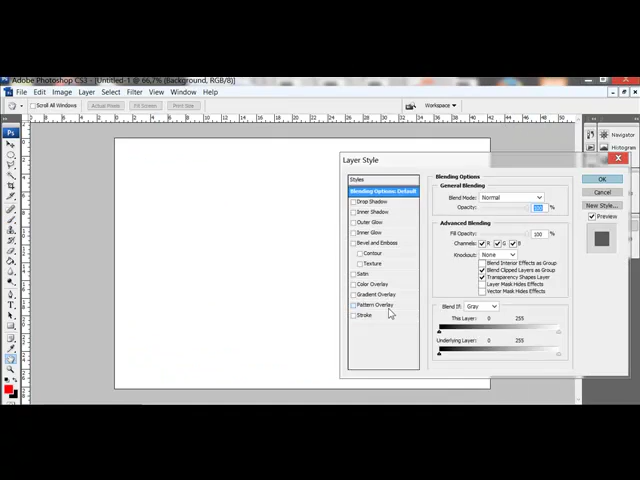 Adobe Photoshop CS3 - [Untitled-1 @ 66,7% (Background, RGB/8)]
File Edit Image Layer Select Filter View Window Help
Scroll All Windows Actual Pixels Fit Screen Print Size Workspace
Ps
Navigator
Histogram
Layer Style
Styles
Blending Options: Default
Drop Shadow
Inner Shadow
Outer Glow
Inner Glow
Bevel and Emboss
Contour
Texture
Satin
Color Overlay
Gradient Overlay
Pattern Overlay
Stroke
Blending Options
General Blending
Blend Mode: Normal
Opacity: 100 %
Advanced Blending
Fill Opacity: 100 %
Channels: R G B
Knockout: None
Blend Interior Effects as Group
Blend Clipped Layers as Group
Transparency Shapes Layer
Layer Mask Hides Effects
Vector Mask Hides Effects
Blend If: Gray
This Layer: 0 255
Underlying Layer: 0 255
OK
Cancel
New Style...
Preview